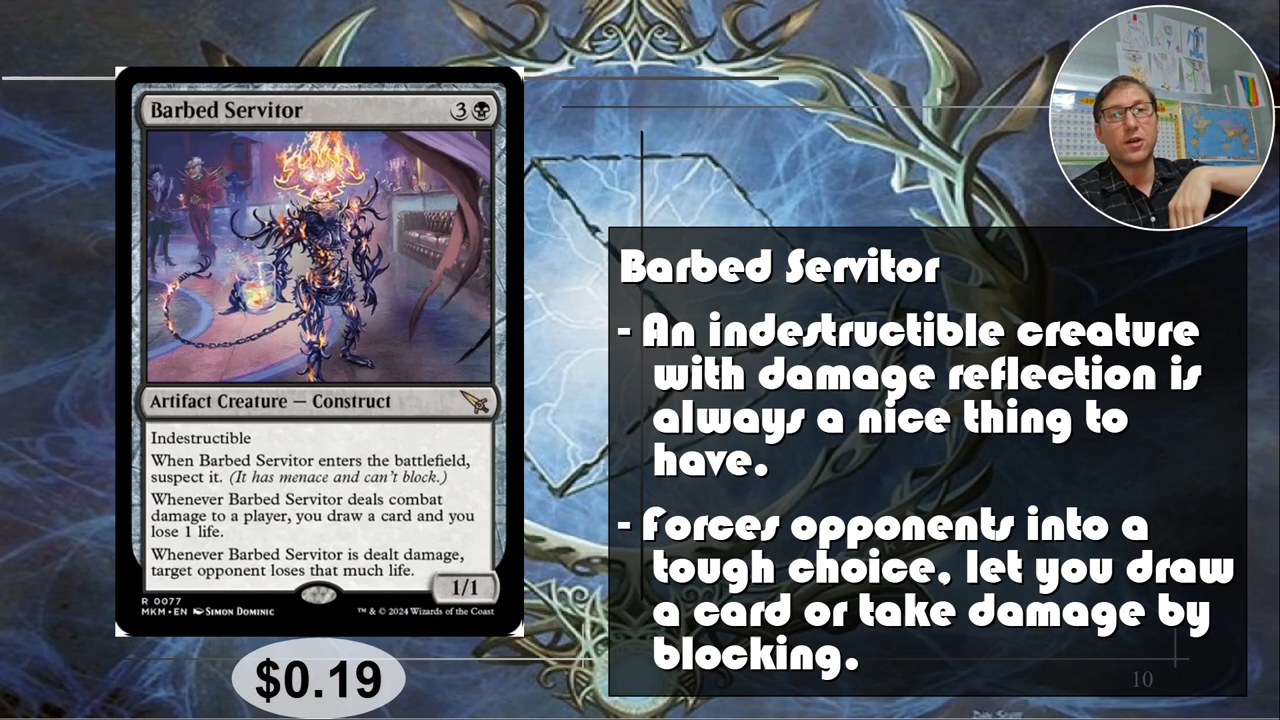 Barbed Servitor 3
Artifact Creature — Construct
Indestructible
When Barbed Servitor enters the battlefield,
suspect it. (It has menace and can't block.)
Whenever Barbed Servitor deals combat
damage to a player, you draw a card and you
lose 1 life.
Whenever Barbed Servitor is dealt damage,
target opponent loses that much life.
1/1
R 0077
MKM • EN Simon Dominic
™ & © 2024 Wizards of the Coast
$0.19
Barbed Servitor
- An indestructible creature
with damage reflection is
always a nice thing to
have.
- Forces opponents into a
tough choice, let you draw
a card or take damage by
blocking.
10